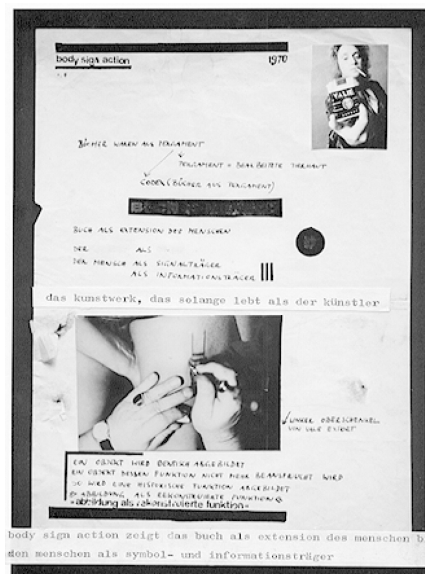 body sign action 1970
VALIE
BÜCHER WAREN AUS PERGAMENT
PERGAMENT = BEARBEITETE TIERHAUT
CODEX (BÜCHER AUS PERGAMENT)
BUCH ALS EXTENSION DES MENSCHEN
DER ALS
DEN MENSCH ALS SIGNALTRÄGER
ALS INFORMATIONSTRÄGER
das kunstwerk, das solange lebt als der künstler
LINKER OBERSCHENKEL
VON VALIE EXPORT
EIN OBJEKT WIRD IDENTISCH ABGEBILDET
EIN OBJEKT DESSEN FUNKTION NICHT MEHR BEANSPRUCHT WIRD
SO WIRD EINE HISTORISCHE FUNKTION ABGEBILDET
ABBILDUNG ALS REKONSTRUIERTE FUNKTION
»abbildung als rekonstruierte funktion«
body sign action zeigt das buch als extension des menschen b
den menschen als symbol- und informationsträger